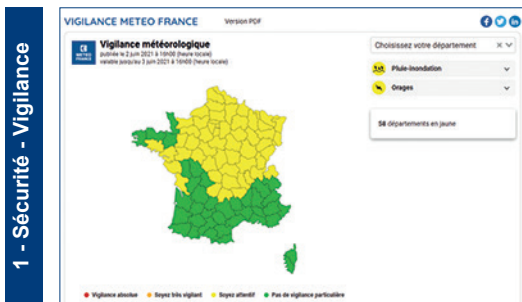 1 - Sécurité - Vigilance
VIGILANCE METEO FRANCE Version PDF
METEO FRANCE
Vigilance météorologique
publiée le 2 juin 2021 à 16h00 (heure locale)
valable jusqu'au 3 juin 2021 à 16h00 (heure locale)
Choisissez votre département
Pluie-inondation
Orages
58 départements en jaune
Vigilance absolue Soyez très vigilant Soyez attentif Pas de vigilance particulière